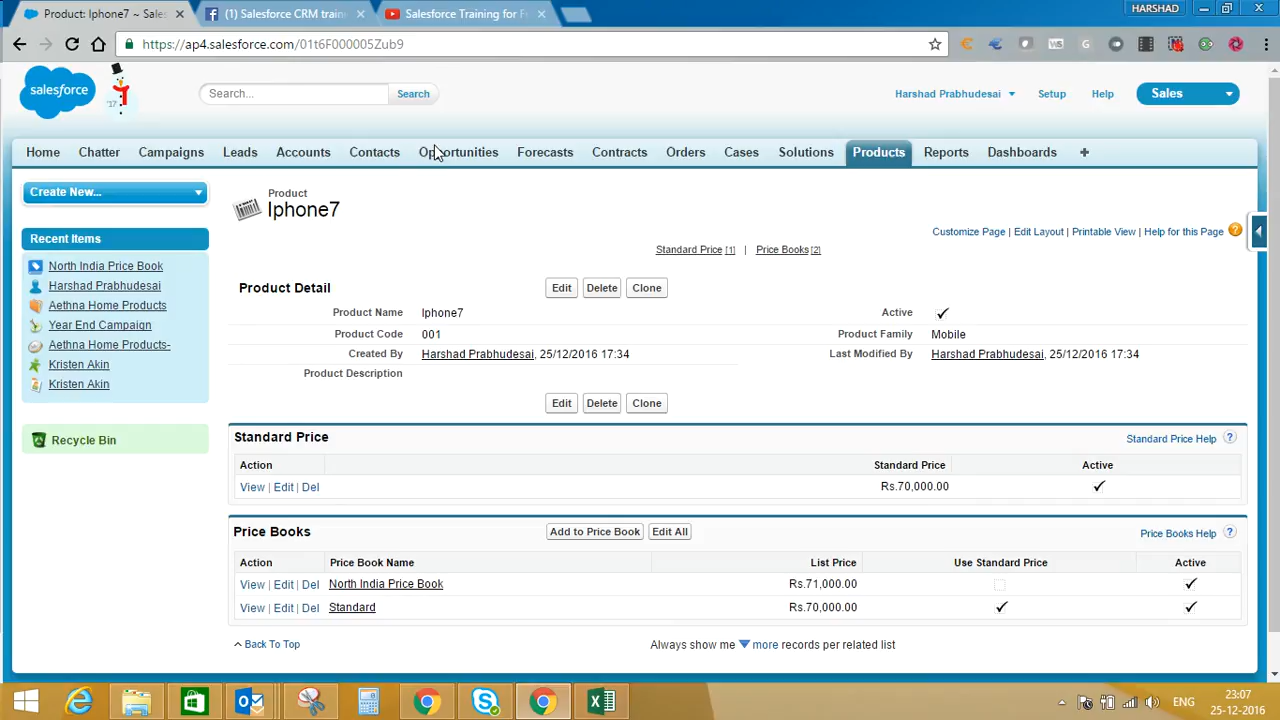 Product: Iphone7 ~ Sales
(1) Salesforce CRM train
Salesforce Training for F
HARSHAD
https://ap4.salesforce.com/01t6F000005Zub9
salesforce
'17
Search...
Search
Harshad Prabhudesai
Setup
Help
Sales
Home
Chatter
Campaigns
Leads
Accounts
Contacts
Opportunities
Forecasts
Contracts
Orders
Cases
Solutions
Products
Reports
Dashboards
+
Create New...
Recent Items
North India Price Book
Harshad Prabhudesai
Aethna Home Products
Year End Campaign
Aethna Home Products-
Kristen Akin
Kristen Akin
Recycle Bin
Product
Iphone7
Customize Page | Edit Layout | Printable View | Help for this Page ?
Standard Price [1] | Price Books [2]
Product Detail Edit Delete Clone
Product Name Iphone7 Active
Product Code 001 Product Family Mobile
Created By Harshad Prabhudesai, 25/12/2016 17:34 Last Modified By Harshad Prabhudesai, 25/12/2016 17:34
Product Description
Edit Delete Clone
Standard Price Standard Price Help ?
Action Standard Price Active
View | Edit | Del Rs.70,000.00
Price Books Add to Price Book Edit All Price Books Help ?
Action Price Book Name List Price Use Standard Price Active
View | Edit | Del North India Price Book Rs.71,000.00
View | Edit | Del Standard Rs.70,000.00
Back To Top Always show me more records per related list
ENG
23:07
25-12-2016